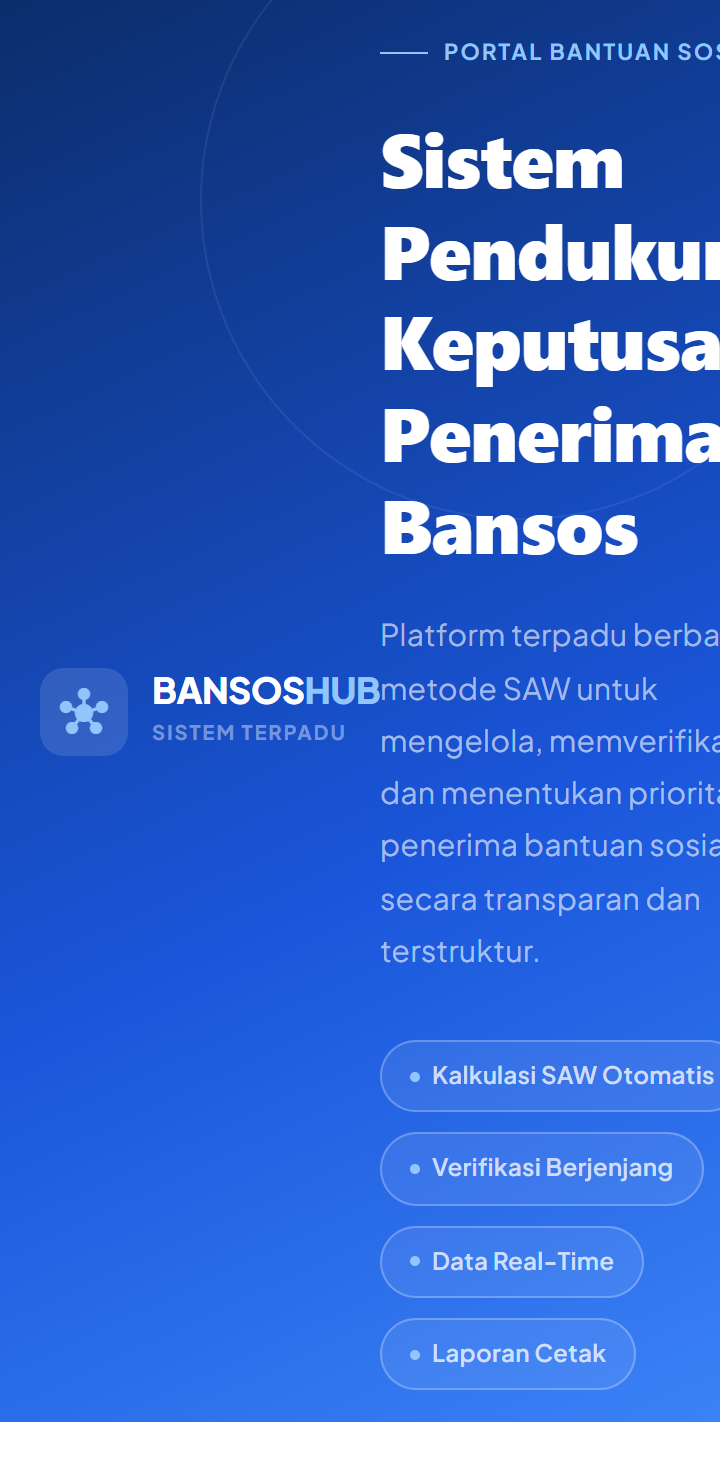 PORTAL BANTUAN SOS
Sistem
Pendukun
Keputusa
Penerima
Bansos
Platform terpadu berba
metode SAW untuk
mengelola, memverifika
dan menentukan priorita
penerima bantuan sosia
secara transparan dan
terstruktur.
BANSOSHUB
SISTEM TERPADU
Kalkulasi SAW Otomatis
Verifikasi Berjenjang
Data Real-Time
Laporan Cetak